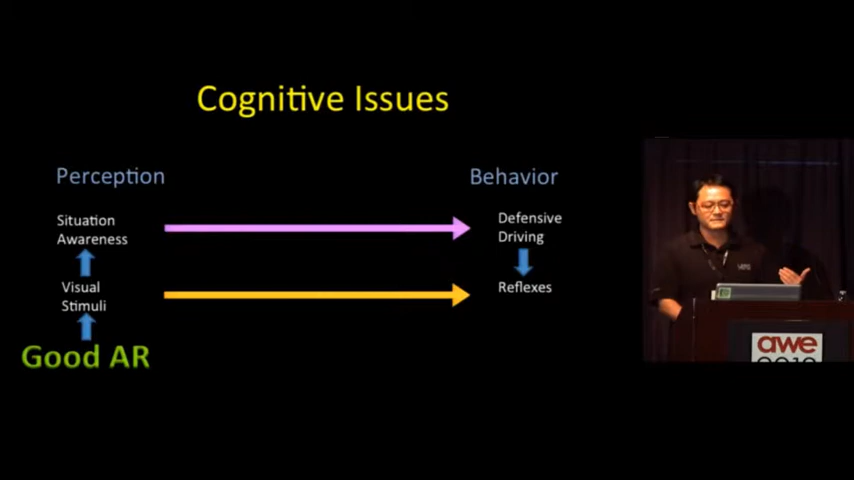 Cognitive Issues
Perception
Behavior
Situation
Awareness
Defensive
Driving
Visual
Stimuli
Reflexes
Good AR
awe